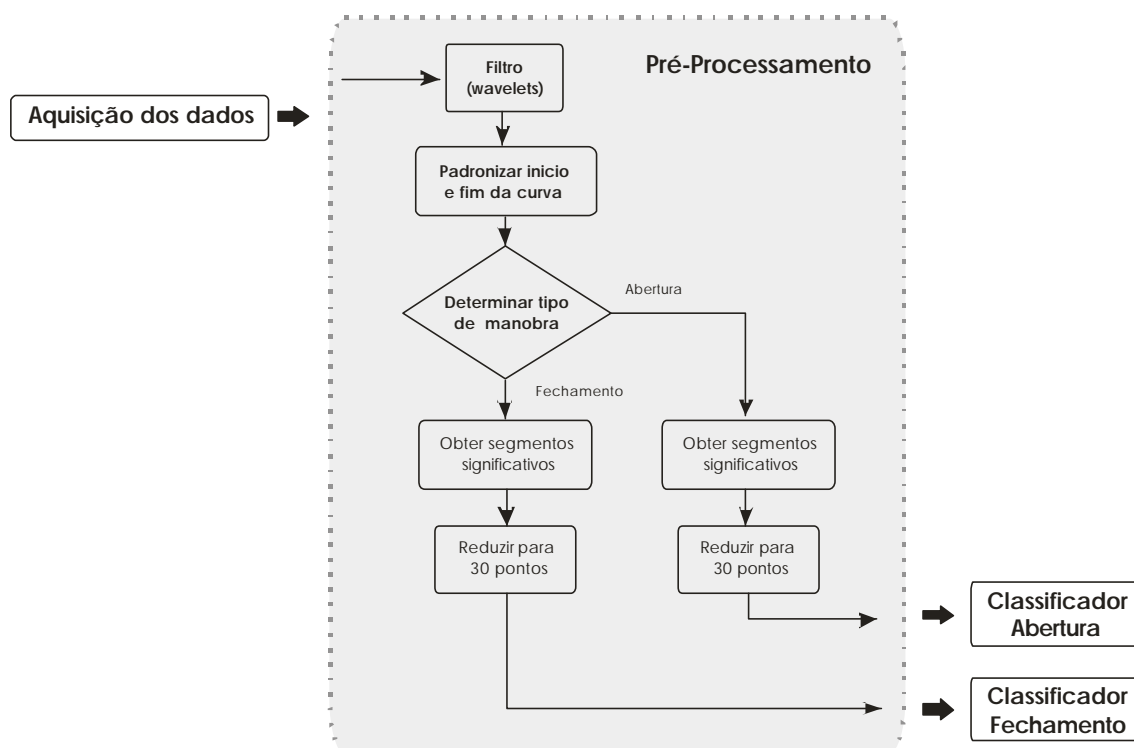 Pré-Processamento
Filtro
(wavelets)
Aquisição dos dados
Padronizar inicio
e fim da curva
Determinar tipo
de manobra
Abertura
Fechamento
Obter segmentos
significativos
Obter segmentos
significativos
Reduzir para
30 pontos
Reduzir para
30 pontos
Classificador
Abertura
Classificador
Fechamento